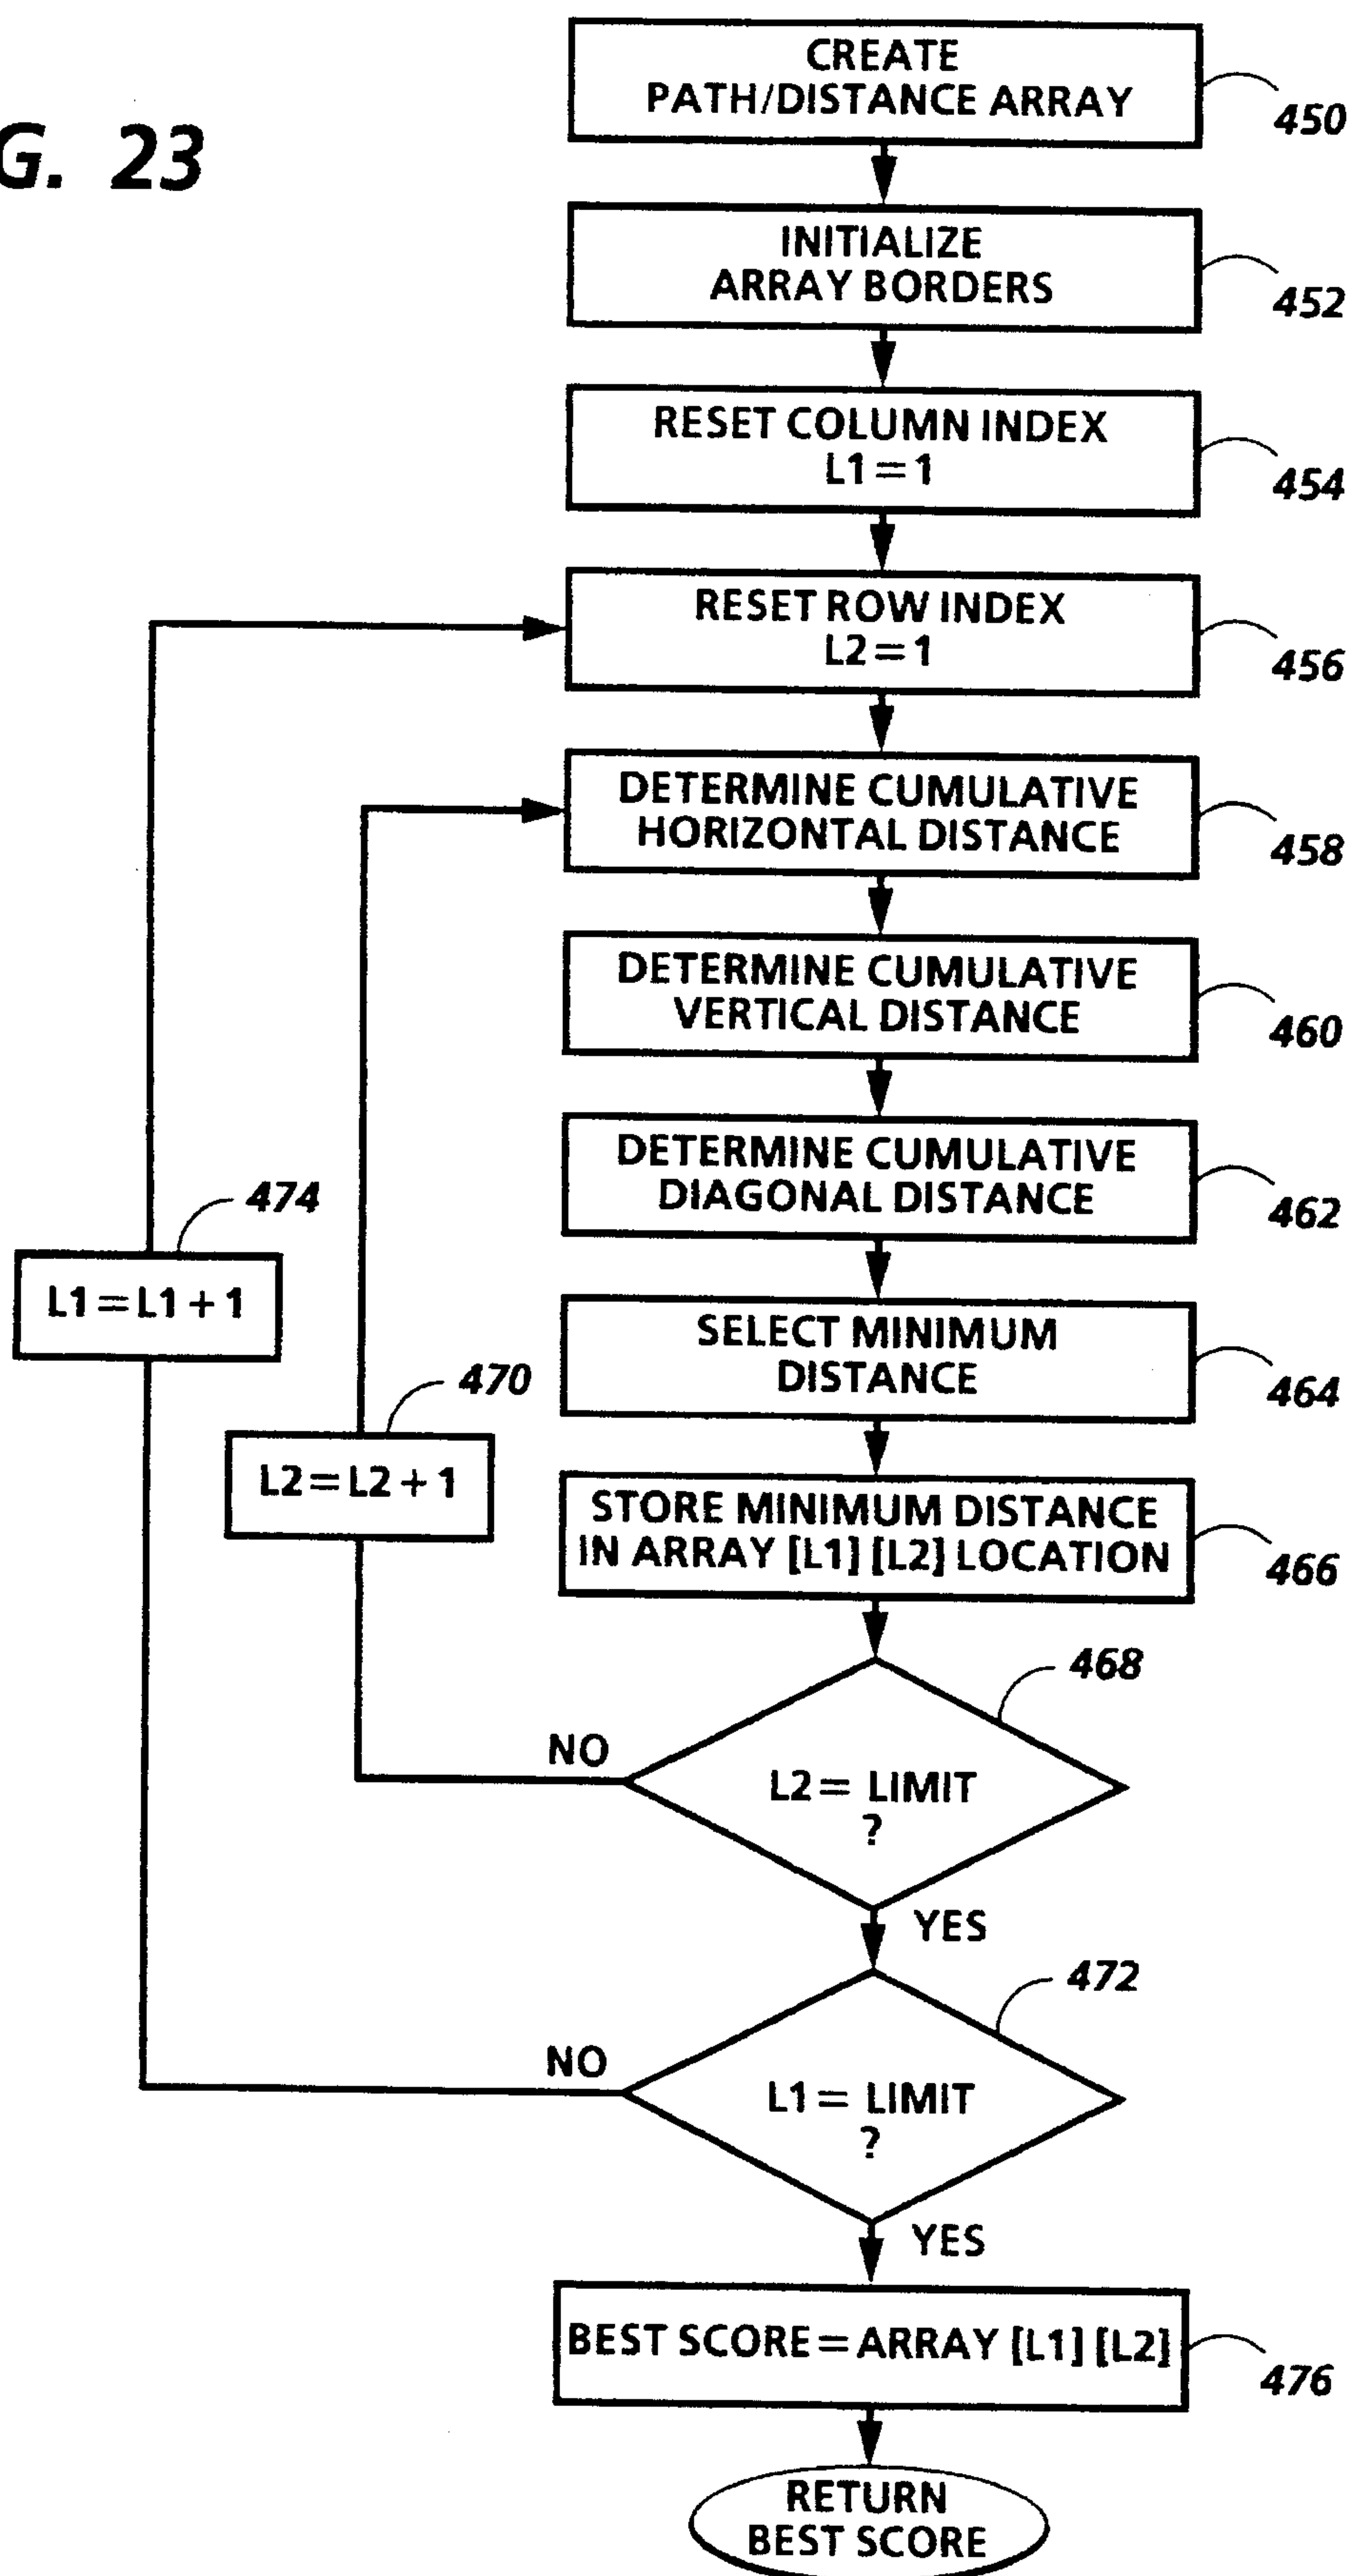 G. 23
CREATE
PATH/DISTANCE ARRAY
450
INITIALIZE
ARRAY BORDERS
452
RESET COLUMN INDEX
L1 = 1
454
RESET ROW INDEX
L2 = 1
456
DETERMINE CUMULATIVE
HORIZONTAL DISTANCE
458
DETERMINE CUMULATIVE
VERTICAL DISTANCE
460
DETERMINE CUMULATIVE
DIAGONAL DISTANCE
462
474
L1 = L1 + 1
SELECT MINIMUM
DISTANCE
464
470
L2 = L2 + 1
STORE MINIMUM DISTANCE
IN ARRAY [L1] [L2] LOCATION
466
468
NO
L2 = LIMIT
?
YES
472
NO
L1 = LIMIT
?
YES
BEST SCORE = ARRAY [L1] [L2]
476
RETURN
BEST SCORE